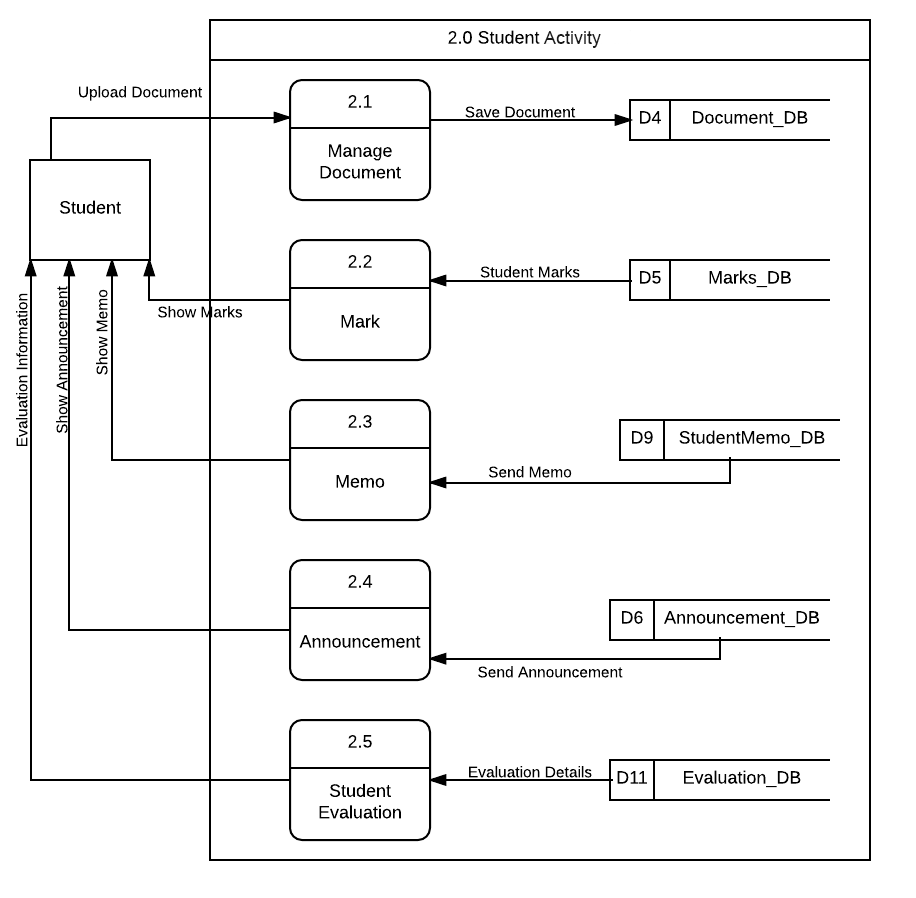 2.0 Student Activity
Upload Document
2.1
Manage
Document
Save Document
D4
Document_DB
Student
2.2
Mark
Student Marks
D5
Marks_DB
Show Marks
Evaluation Information
Show Announcement
Show Memo
2.3
Memo
Send Memo
D9
StudentMemo_DB
2.4
Announcement
Send Announcement
D6
Announcement_DB
2.5
Student
Evaluation
Evaluation Details
D11
Evaluation_DB